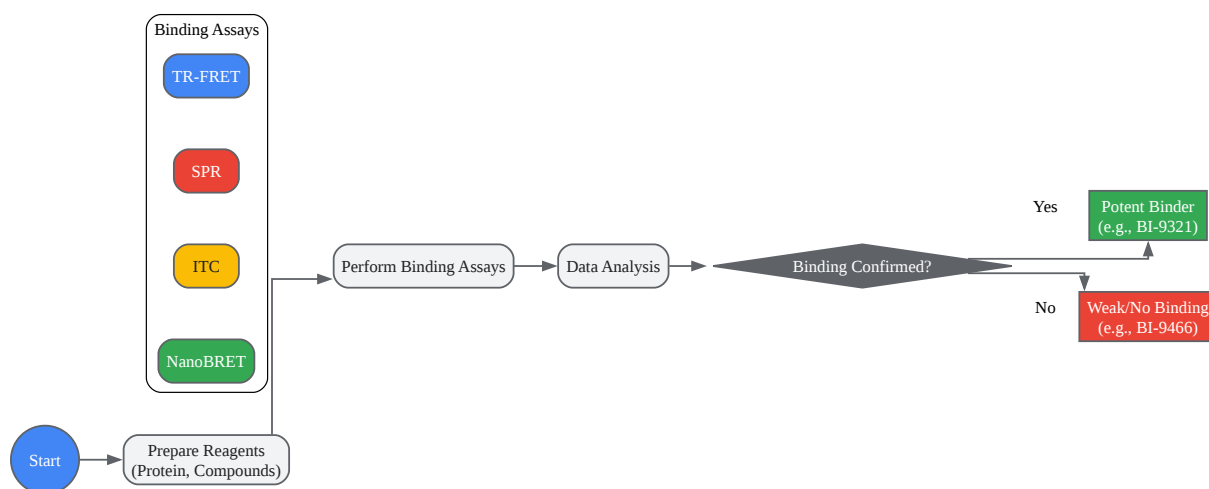 Binding Assays
TR-FRET
SPR
ITC
NanoBRET
Start
Prepare Reagents
(Protein, Compounds)
Perform Binding Assays
Data Analysis
Binding Confirmed?
Yes
Potent Binder
(e.g., BI-9321)
No
Weak/No Binding
(e.g., BI-9466)